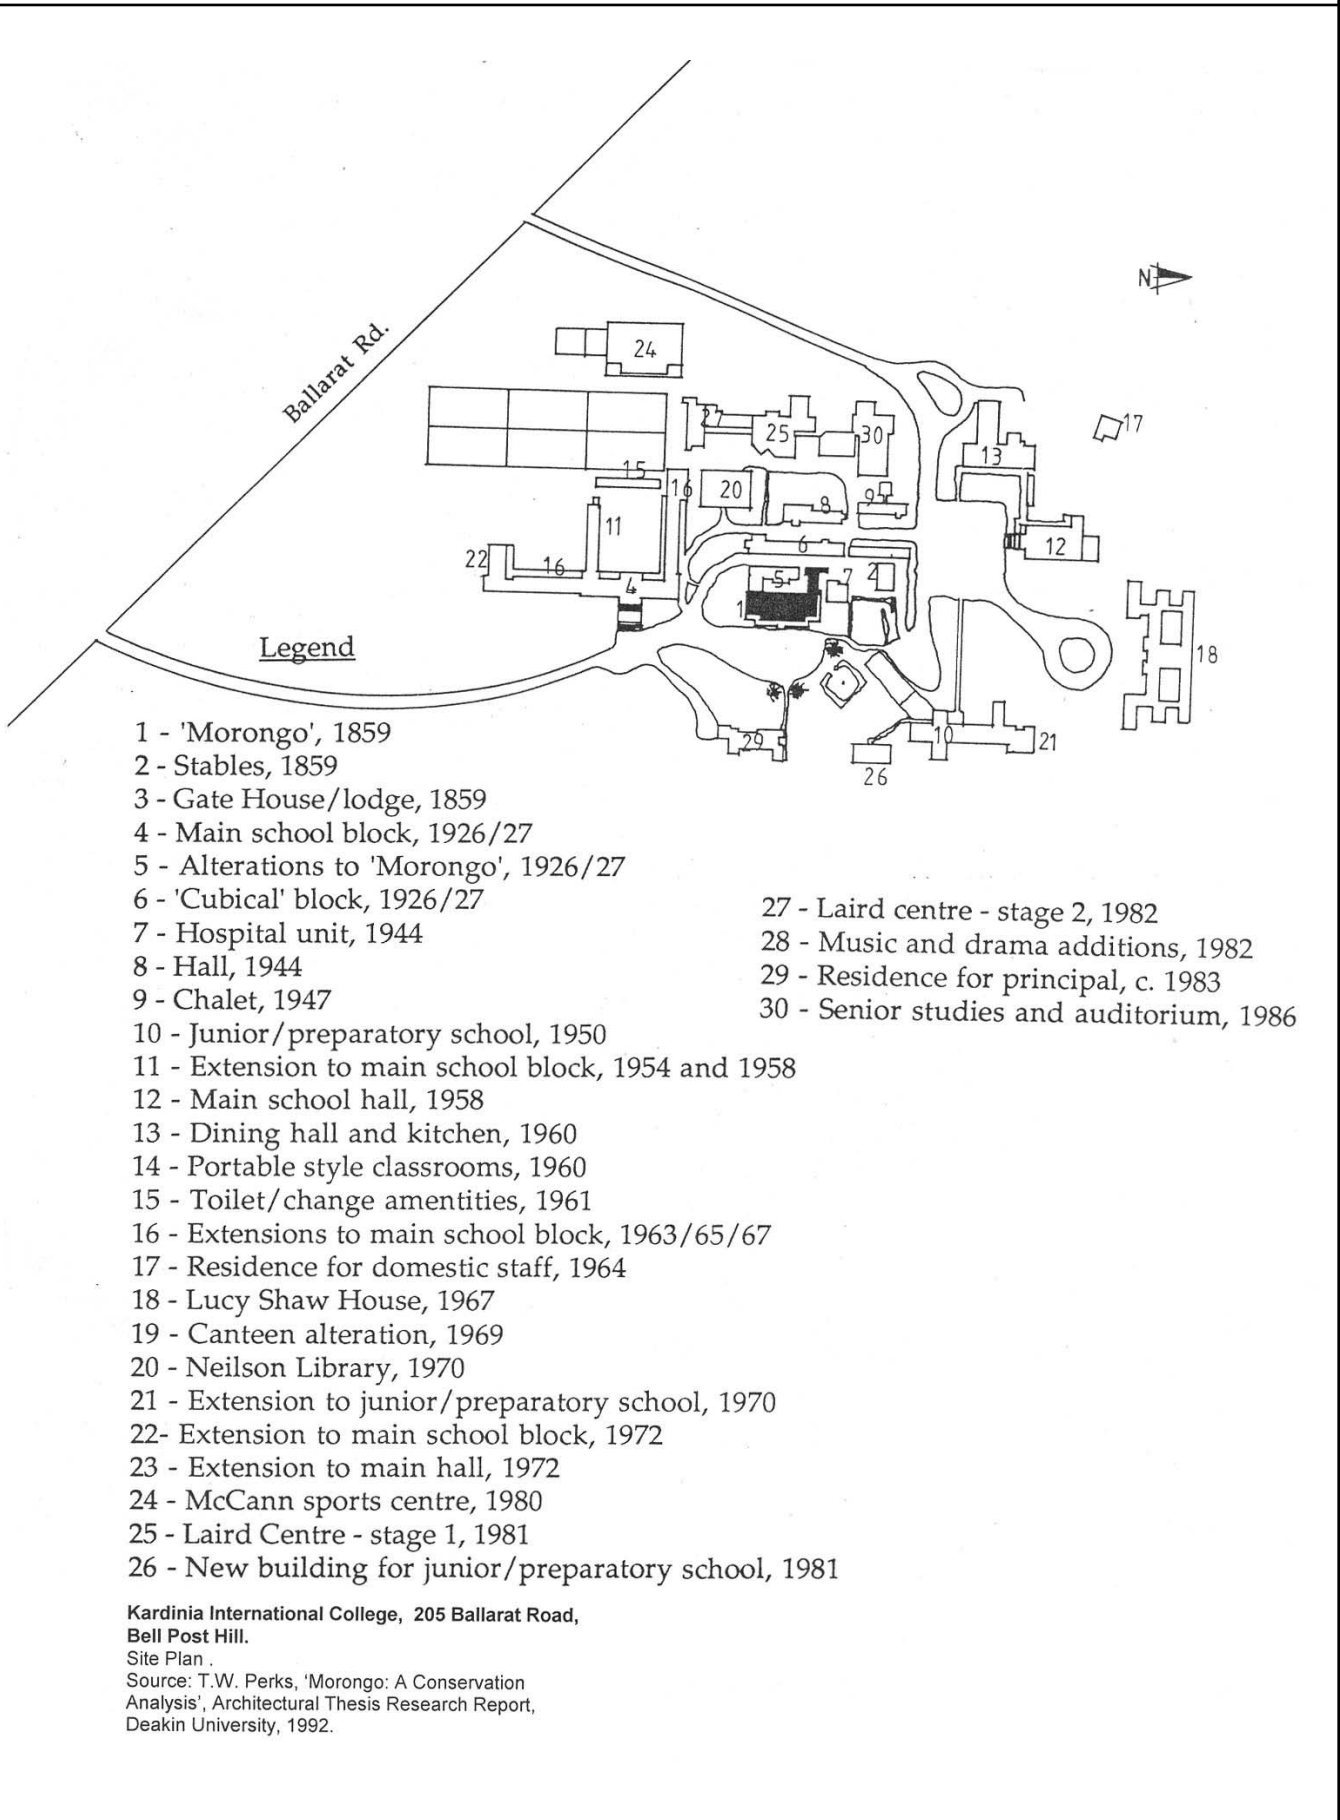 N
Ballarat Rd.
24
17
27
25
30
13
15
16
20
9
8
11
12
6
22
16
5
7
2
4
1
18
Legend
29
10
21
26
1 - 'Morongo', 1859
2 - Stables, 1859
3 - Gate House/lodge, 1859
4 - Main school block, 1926/27
5 - Alterations to 'Morongo', 1926/27
6 - 'Cubical' block, 1926/27
7 - Hospital unit, 1944
8 - Hall, 1944
9 - Chalet, 1947
10 - Junior/preparatory school, 1950
11 - Extension to main school block, 1954 and 1958
12 - Main school hall, 1958
13 - Dining hall and kitchen, 1960
14 - Portable style classrooms, 1960
15 - Toilet/change amentities, 1961
16 - Extensions to main school block, 1963/65/67
17 - Residence for domestic staff, 1964
18 - Lucy Shaw House, 1967
19 - Canteen alteration, 1969
20 - Neilson Library, 1970
21 - Extension to junior/preparatory school, 1970
22- Extension to main school block, 1972
23 - Extension to main hall, 1972
24 - McCann sports centre, 1980
25 - Laird Centre - stage 1, 1981
26 - New building for junior/preparatory school, 1981
27 - Laird centre - stage 2, 1982
28 - Music and drama additions, 1982
29 - Residence for principal, c. 1983
30 - Senior studies and auditorium, 1986
Kardinia International College, 205 Ballarat Road,
Bell Post Hill.
Site Plan .
Source: T.W. Perks, ‘Morongo: A Conservation
Analysis’, Architectural Thesis Research Report,
Deakin University, 1992.